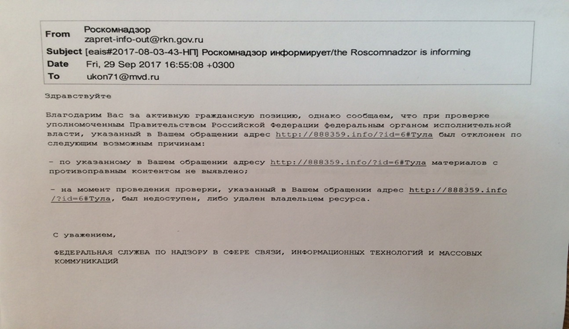 From Роскомнадзор
zapret-info-out@rkn.gov.ru
Subject [eais#2017-08-03-43-НП] Роскомнадзор информирует/the Roscomnadzor is informing
Date Fri, 29 Sep 2017 16:55:08 +0300
To ukon71@mvd.ru
Здравствуйте
Благодарим Вас за активную гражданскую позицию, однако сообщаем, что при проверке
уполномоченным Правительством Российской Федерации федеральным органом исполнительной
власти, указанный в Вашем обращении адрес http://888359.info/?id=6#Тула был отклонен по
следующим возможным причинам:
- по указанному в Вашем обращении адресу http://888359.info/?id=6#Тула материалов с
противоправным контентом не выявлено;
- на момент проведения проверки, указанный в Вашем обращении адрес http://888359.info
/?id=6#Тула, был недоступен, либо удален владельцем ресурса.
С уважением,
ФЕДЕРАЛЬНАЯ СЛУЖБА ПО НАДЗОРУ В СФЕРЕ СВЯЗИ, ИНФОРМАЦИОННЫХ ТЕХНОЛОГИЙ И МАССОВЫХ
КОММУНИКАЦИЙ